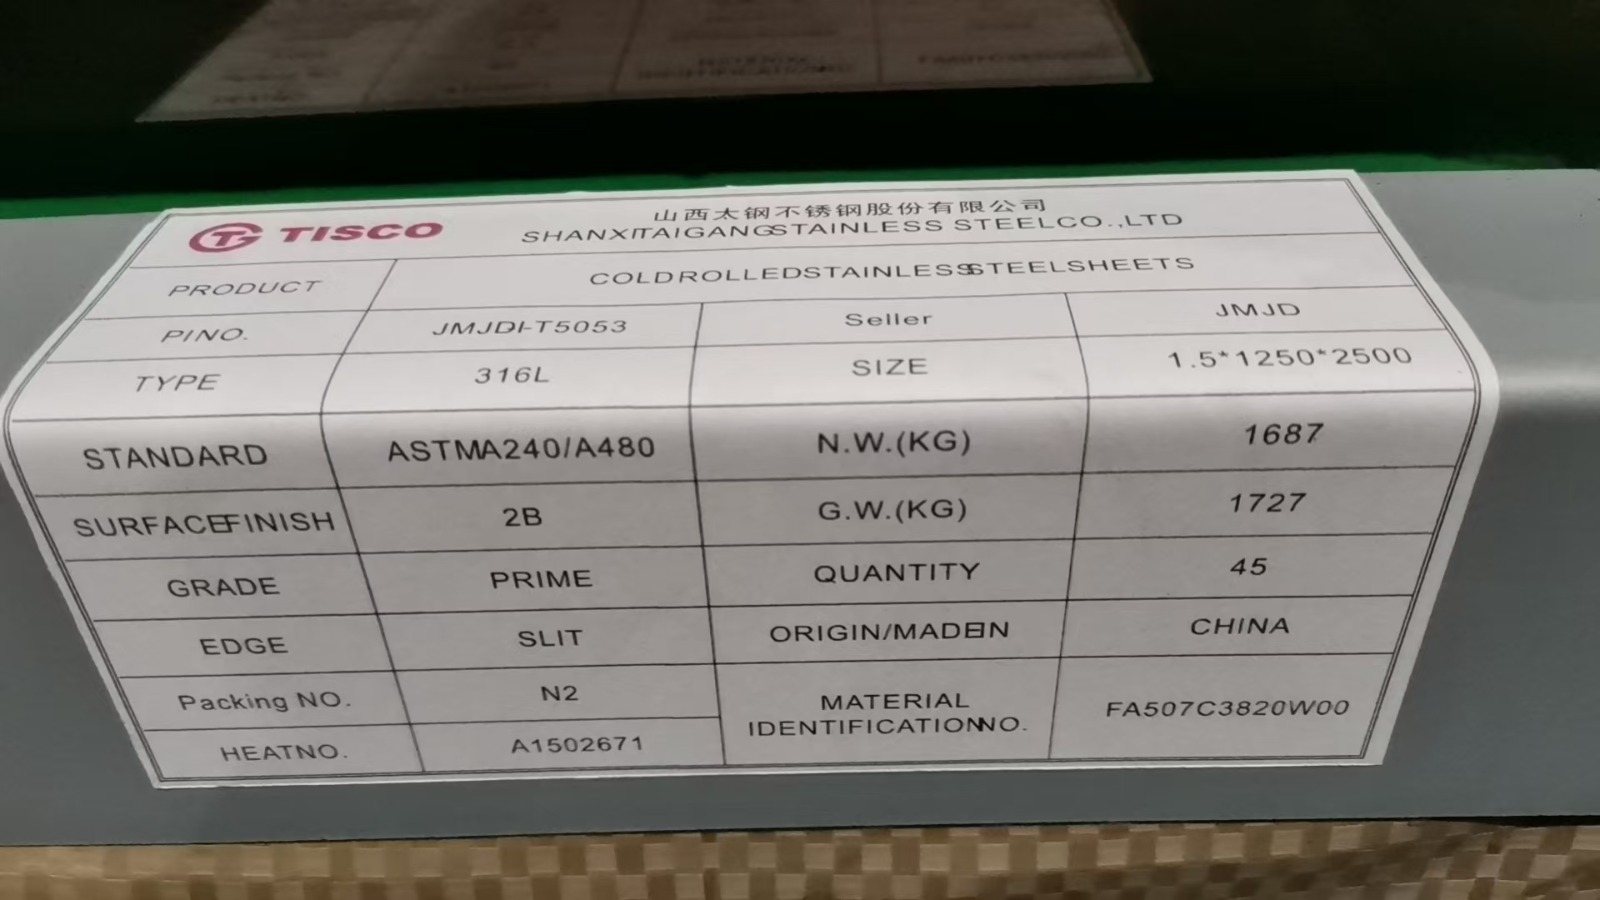 TISCO
山西太钢不锈钢股份有限公司
SHANXITAIGANGSTAINLESS STEELCO.,LTD
PRODUCT COLDROLLEDSTAINLESSSTEELSHEETS
PINO. JMJDI-T5053 Seller JMJD
TYPE 316L SIZE 1.5*1250*2500
STANDARD ASTMA240/A480 N.W.(KG) 1687
SURFACEFINISH 2B G.W.(KG) 1727
GRADE PRIME QUANTITY 45
EDGE SLIT ORIGIN/MADEIN CHINA
Packing NO. N2 MATERIAL IDENTIFICATIONNO. FA507C3820W00
HEATNO. A1502671